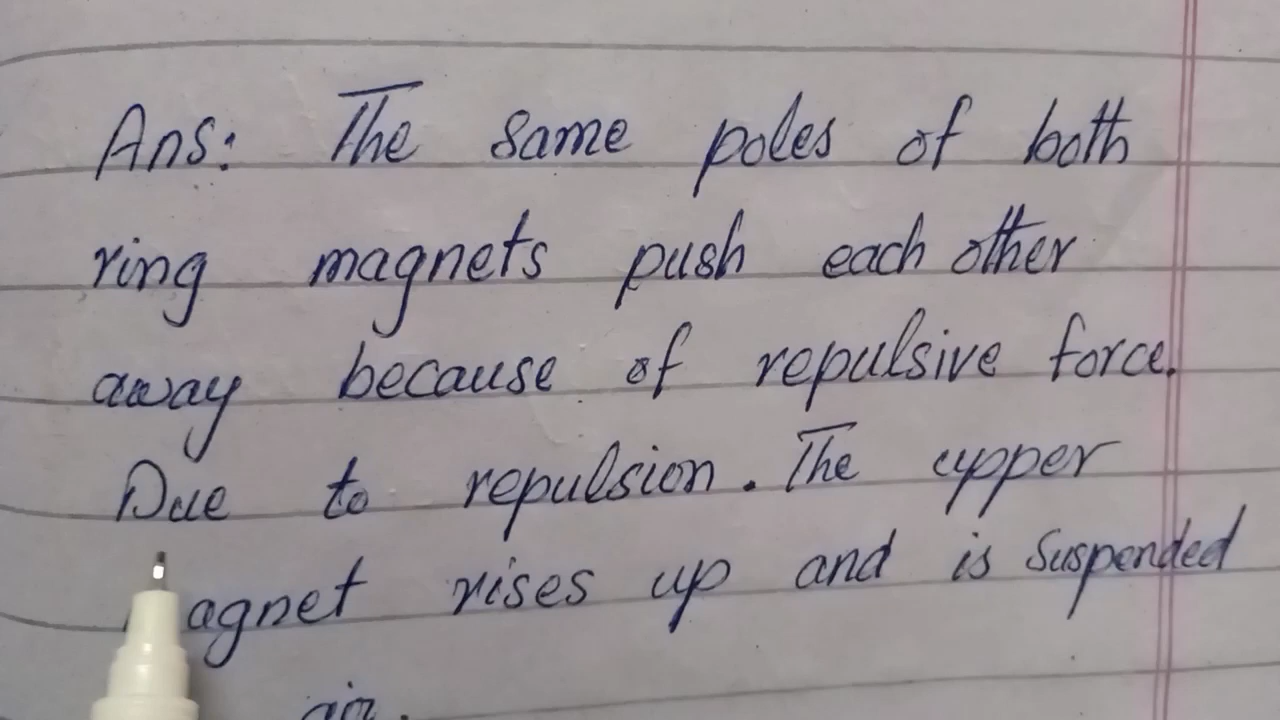 Ans: The same poles of both
ring magnets push each other
away because of repulsive force.
Due to repulsion. The upper
agnet rises up and is suspended
air.